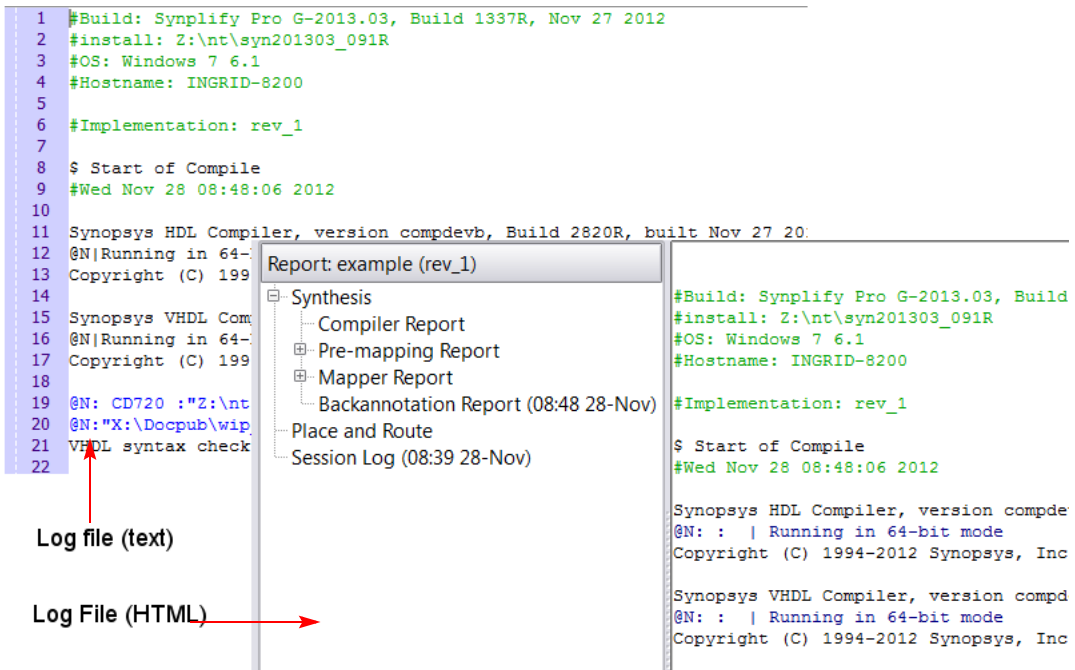 1 #Build: Synplify Pro G-2013.03, Build 1337R, Nov 27 2012
2 #install: Z:\nt\syn201303_091R
3 #OS: Windows 7 6.1
4 #Hostname: INGRID-8200
5
6 #Implementation: rev_1
7
8 $ Start of Compile
9 #Wed Nov 28 08:48:06 2012
10
11 Synopsys HDL Compiler, version compdevb, Build 2820R, built Nov 27 20
12 @N|Running in 64-
13 Copyright (C) 199
14
15 Synopsys VHDL Com
16 @N|Running in 64-
17 Copyright (C) 199
18
19 @N: CD720 :"Z:\nt
20 @N:"X:\Docpub\wip
21 VHDL syntax check
22
Log file (text)
Log File (HTML)
Report: example (rev_1)
Synthesis
Compiler Report
Pre-mapping Report
Mapper Report
Backannotation Report (08:48 28-Nov)
Place and Route
Session Log (08:39 28-Nov)
#Build: Synplify Pro G-2013.03, Build
#install: Z:\nt\syn201303_091R
#OS: Windows 7 6.1
#Hostname: INGRID-8200
#Implementation: rev_1
$ Start of Compile
#Wed Nov 28 08:48:06 2012
Synopsys HDL Compiler, version compde
@N: : | Running in 64-bit mode
Copyright (C) 1994-2012 Synopsys, Inc
Synopsys VHDL Compiler, version compd
@N: : | Running in 64-bit mode
Copyright (C) 1994-2012 Synopsys, Inc